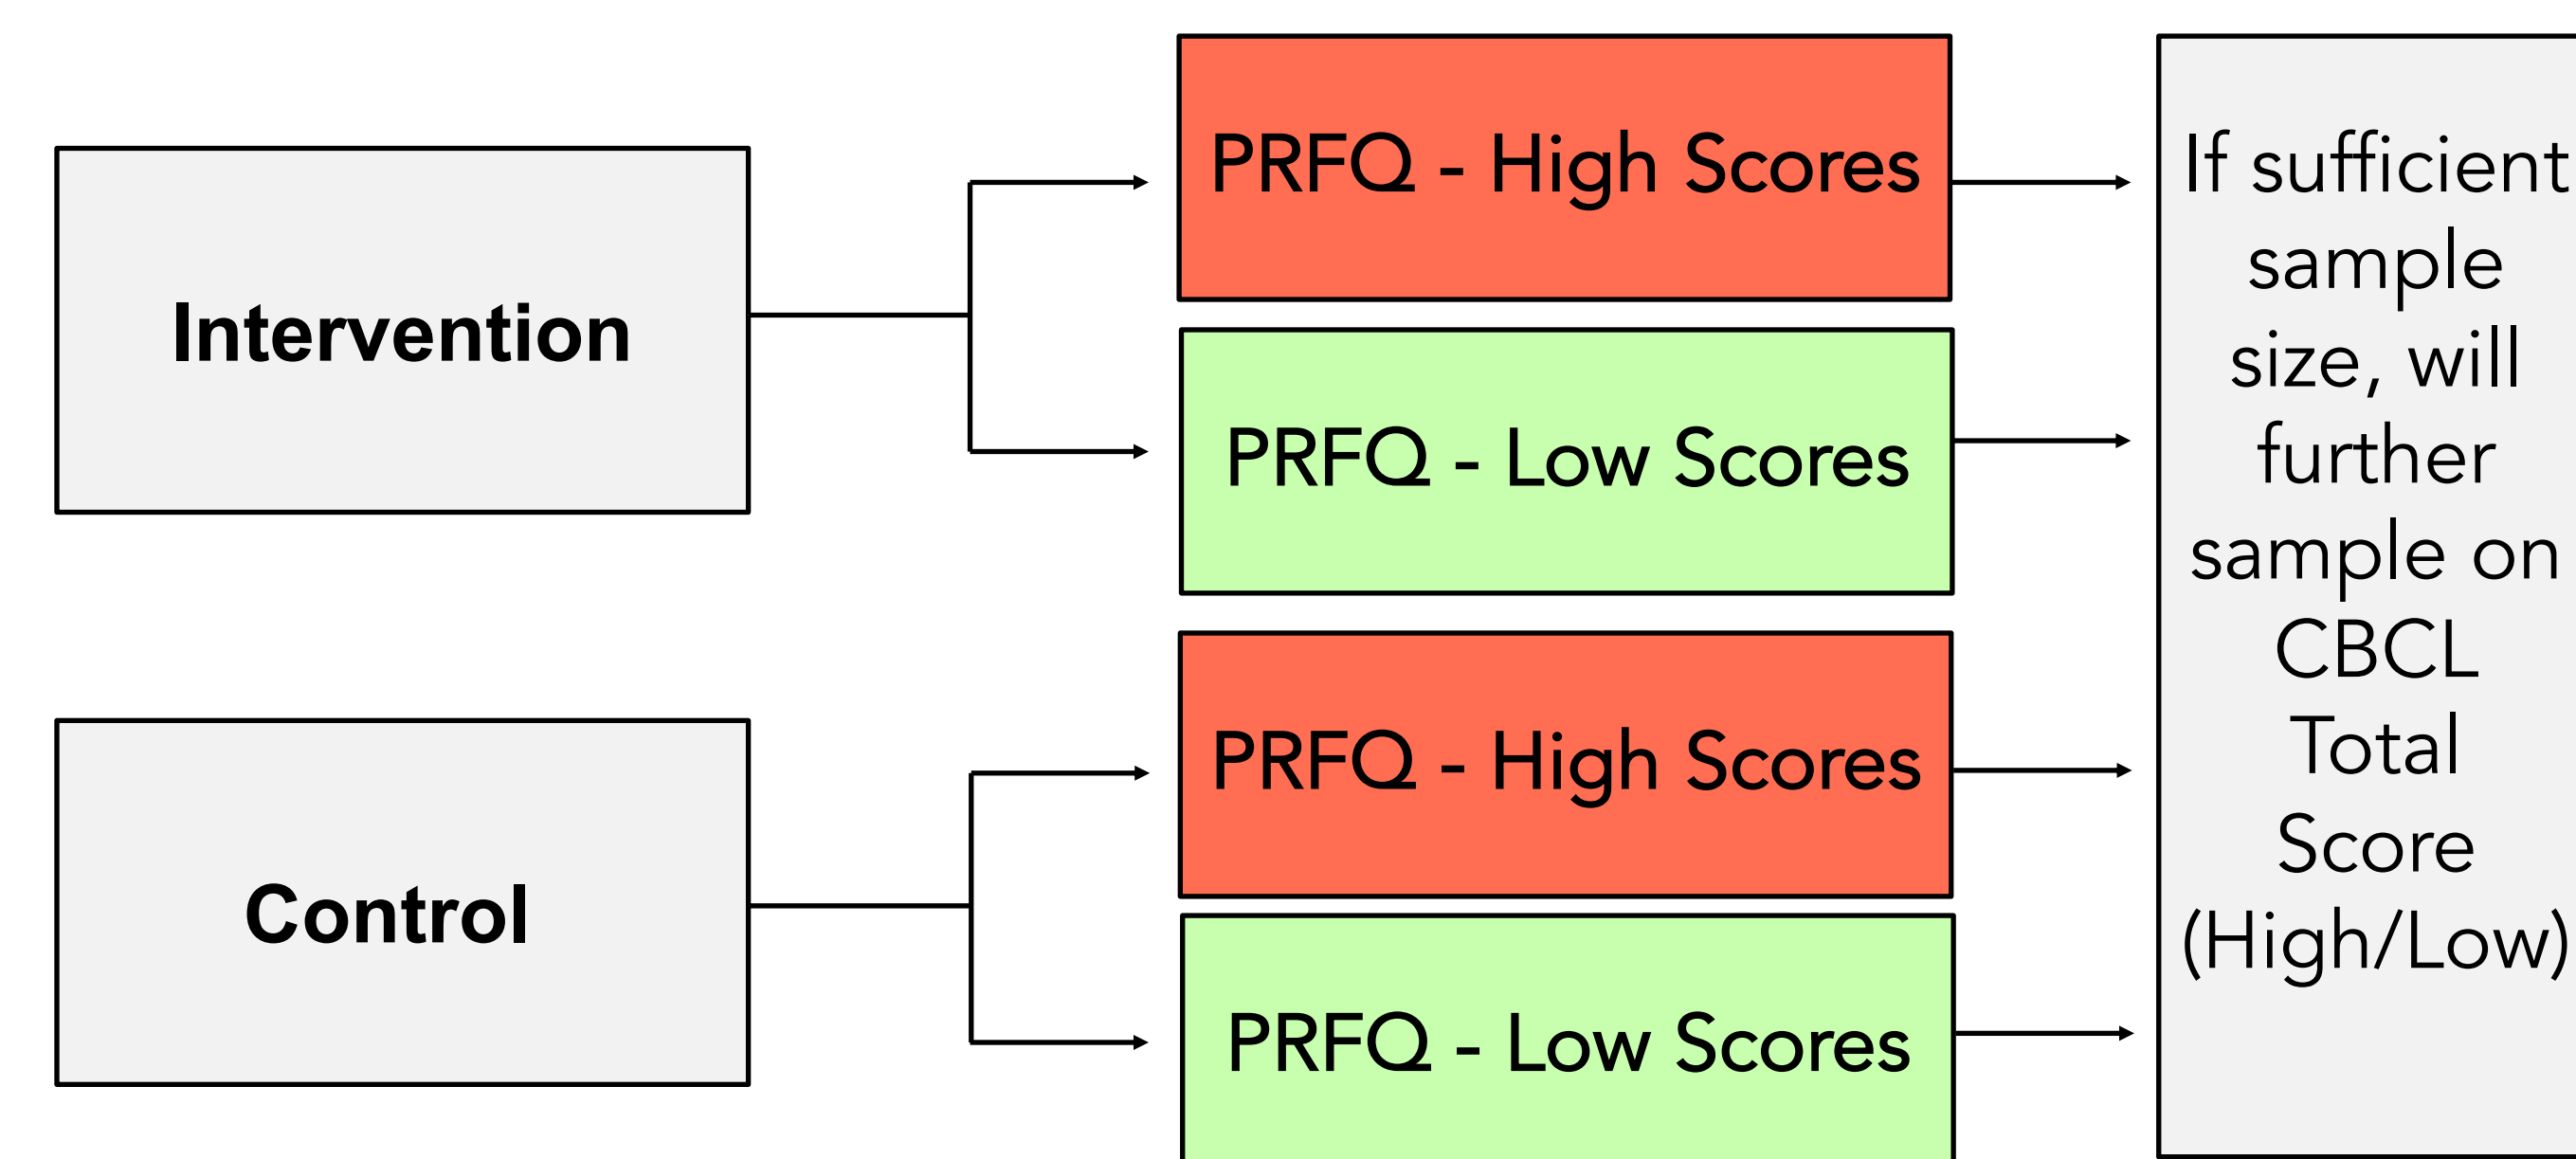 Intervention
PRFQ - High Scores
PRFQ - Low Scores
Control
PRFQ - High Scores
PRFQ - Low Scores
If sufficient
sample
size, will
further
sample on
CBCL
Total
Score
(High/Low)